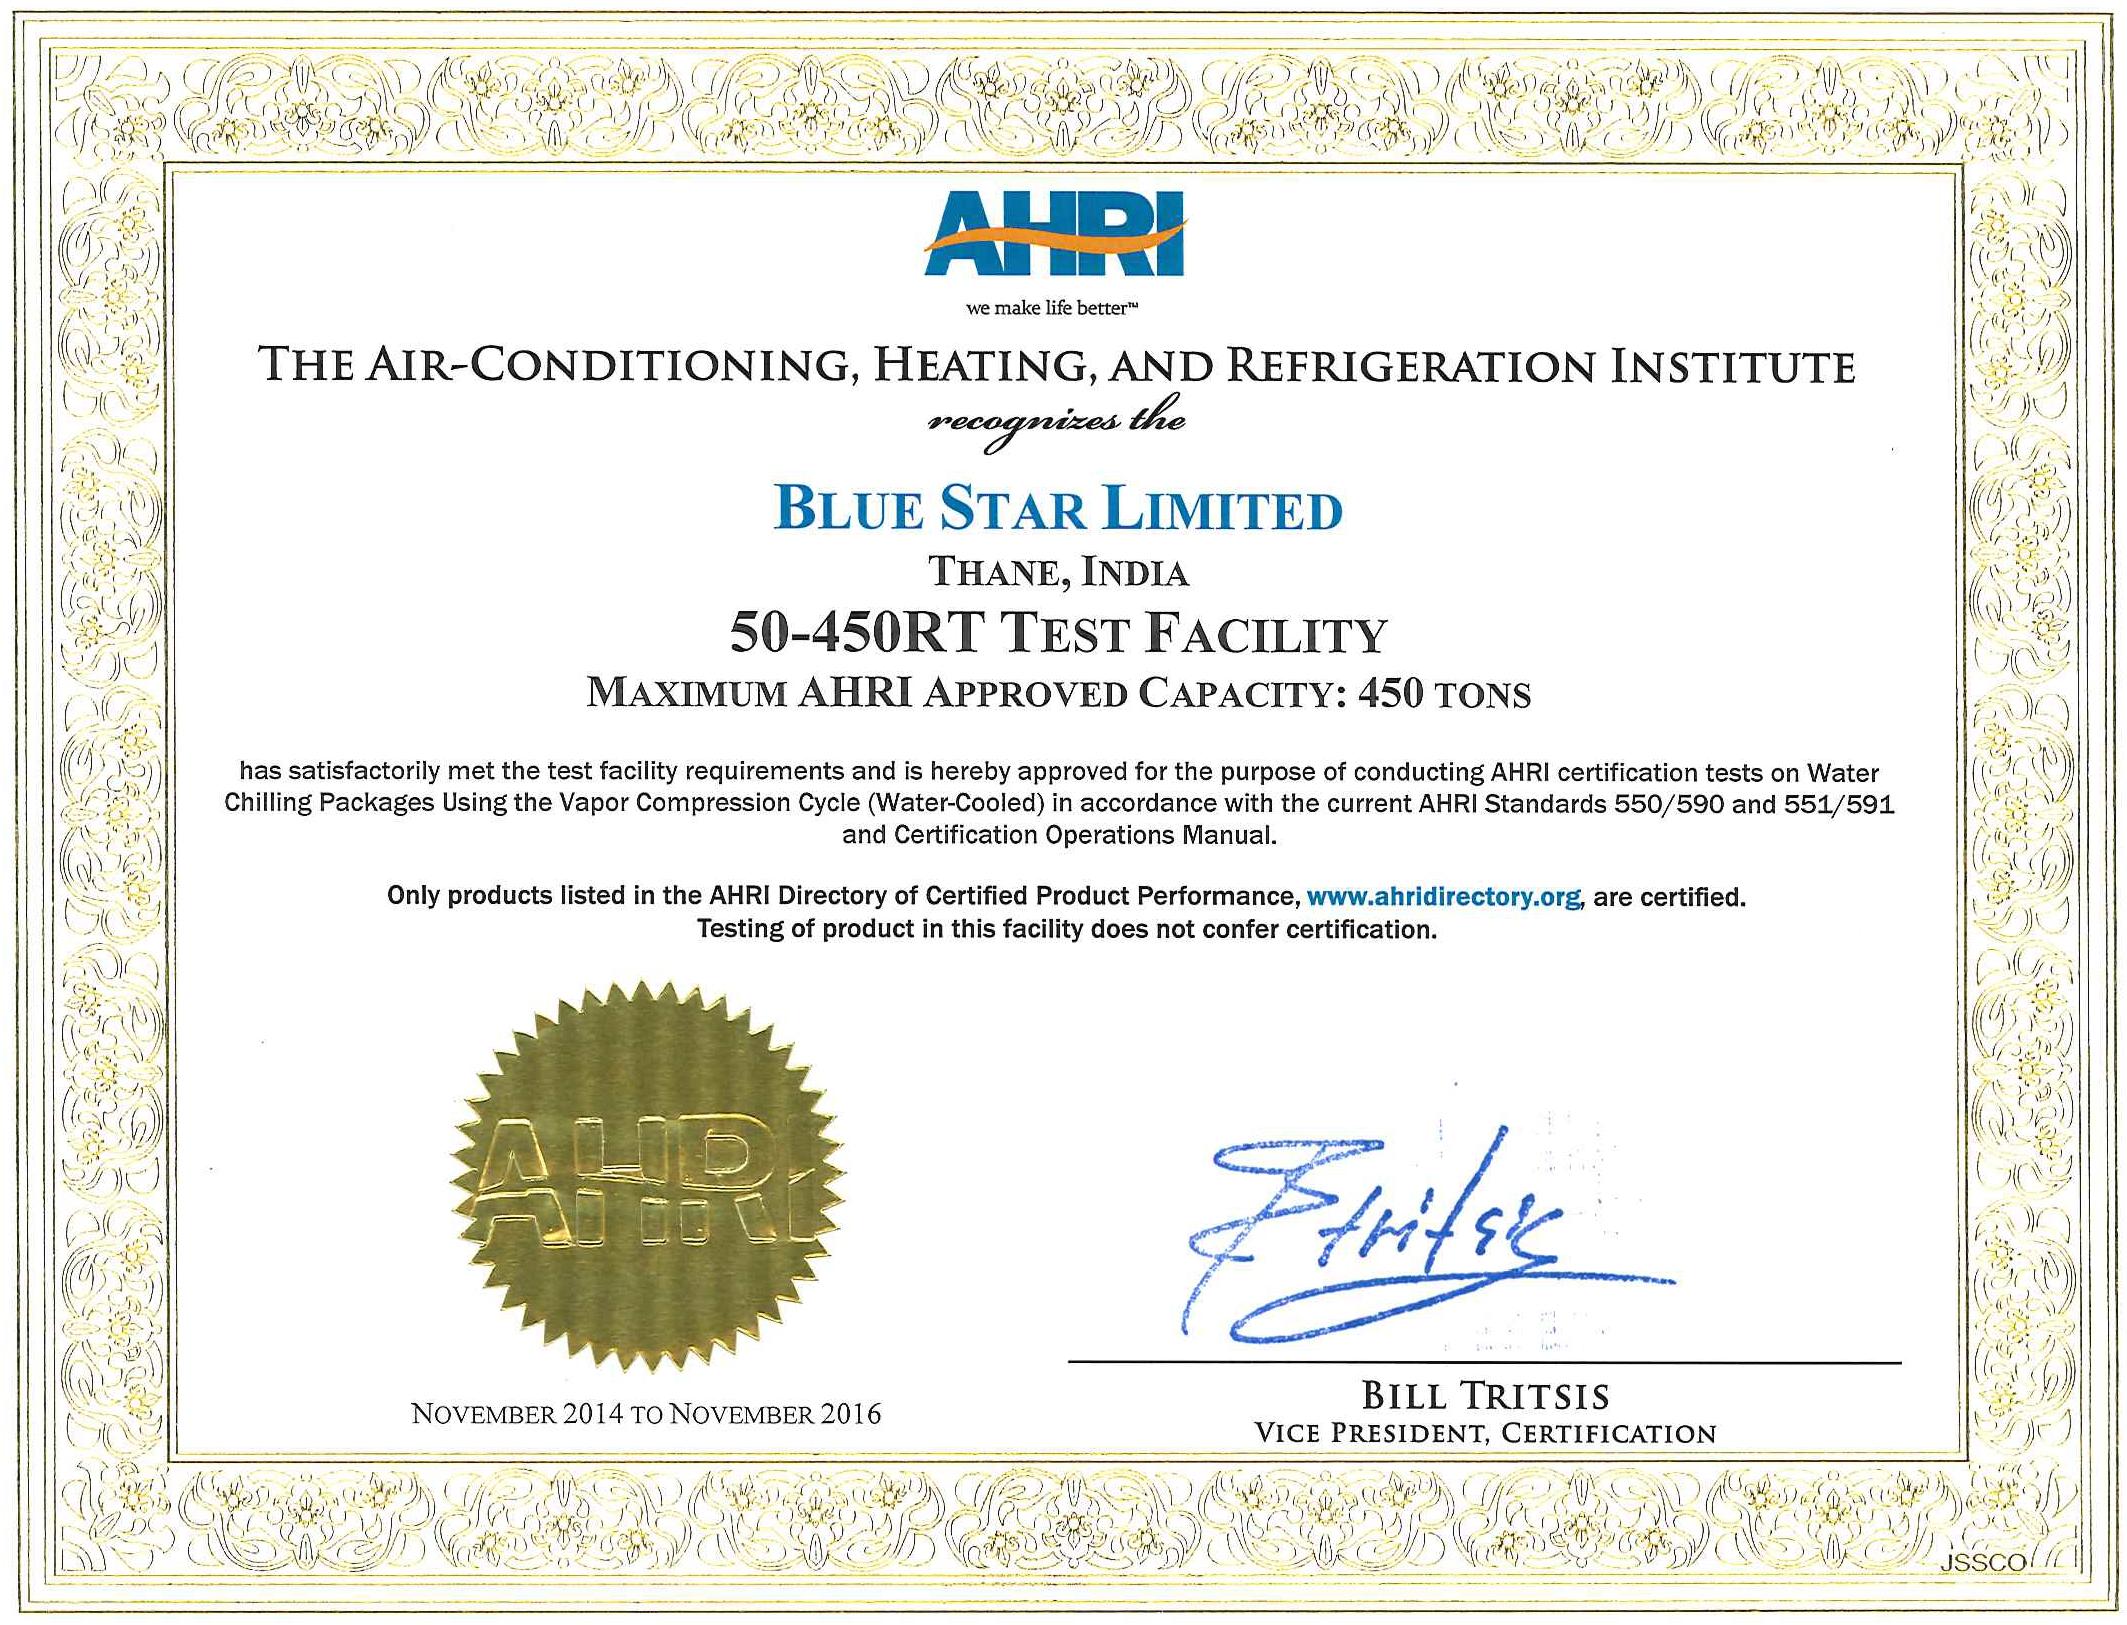 AHRI
we make life better™
THE AIR-CONDITIONING, HEATING, AND REFRIGERATION INSTITUTE
recognizes the
BLUE STAR LIMITED
THANE, INDIA
50-450RT TEST FACILITY
MAXIMUM AHRI APPROVED CAPACITY: 450 TONS
has satisfactorily met the test facility requirements and is hereby approved for the purpose of conducting AHRI certification tests on Water
Chilling Packages Using the Vapor Compression Cycle (Water-Cooled) in accordance with the current AHRI Standards 550/590 and 551/591
and Certification Operations Manual.
Only products listed in the AHRI Directory of Certified Product Performance, www.ahridirectory.org, are certified.
Testing of product in this facility does not confer certification.
AHRI
NOVEMBER 2014 TO NOVEMBER 2016
BILL TRITSIS
VICE PRESIDENT, CERTIFICATION
JSSCO